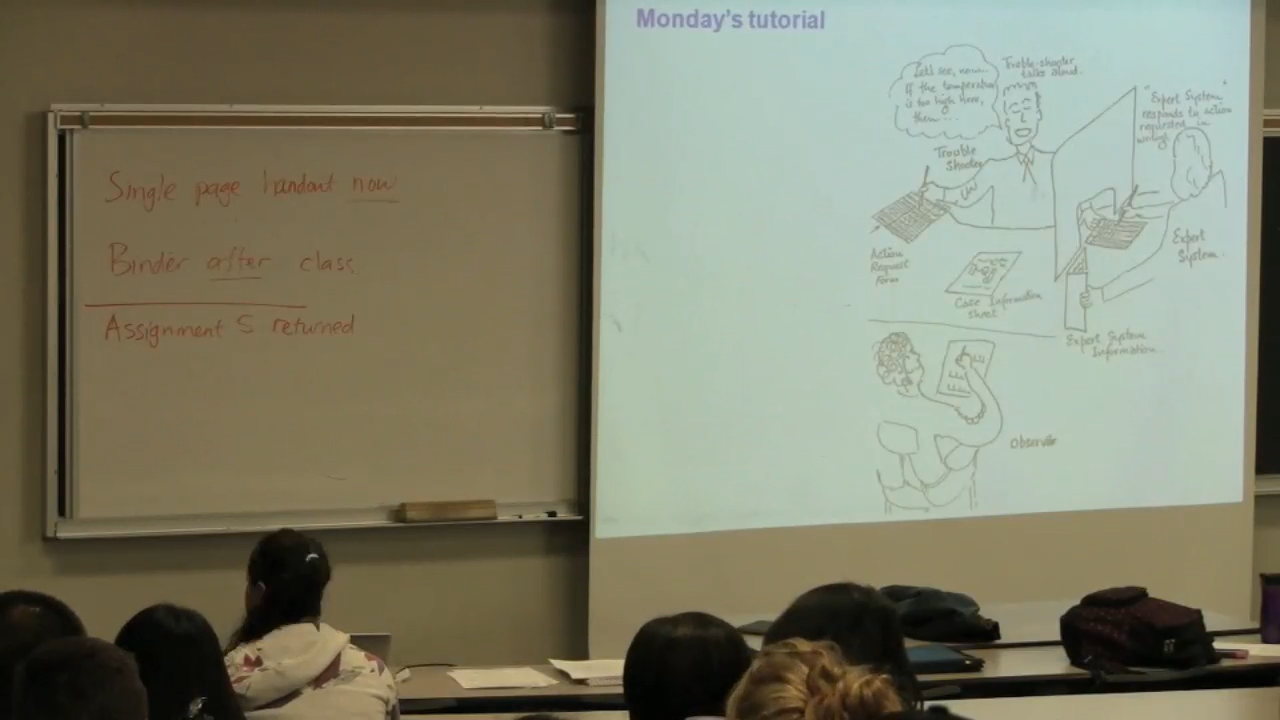 Single page handout now
Binder after class
Assignment 5 returned
Monday's tutorial
Let's see, now...
If the temperature
is too high here,
then...
Trouble-shooter
talks aloud.
"Expert System"
responds to action
requested in
writing.
Trouble
Shooter
Action
Request
Form
Case Information
Sheet
Expert
System.
Expert System
Information.
Observer